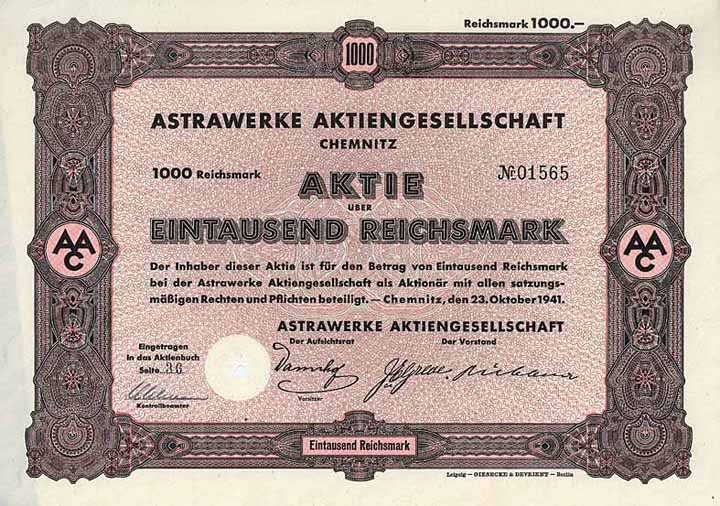 Reichsmark 1000.—
1000
ASTRAWERKE AKTIENGESELLSCHAFT
CHEMNITZ
1000 Reichsmark
AKTIE
№ 01565
ÜBER
EINTAUSEND REICHSMARK
AAC
AAC
Der Inhaber dieser Aktie ist für den Betrag von Eintausend Reichsmark
bei der Astrawerke Aktiengesellschaft als Aktionär mit allen satzungs-
mäßigen Rechten und Pflichten beteiligt. — Chemnitz, den 23. Oktober 1941.
ASTRAWERKE AKTIENGESELLSCHAFT
Der Aufsichtsrat Der Vorstand
Eingetragen
in das Aktienbuch
Seite 36
Kontrollbeamter
Vorsitzer
Eintausend Reichsmark
Leipzig – GIESECKE & DEVRIENT – Berlin